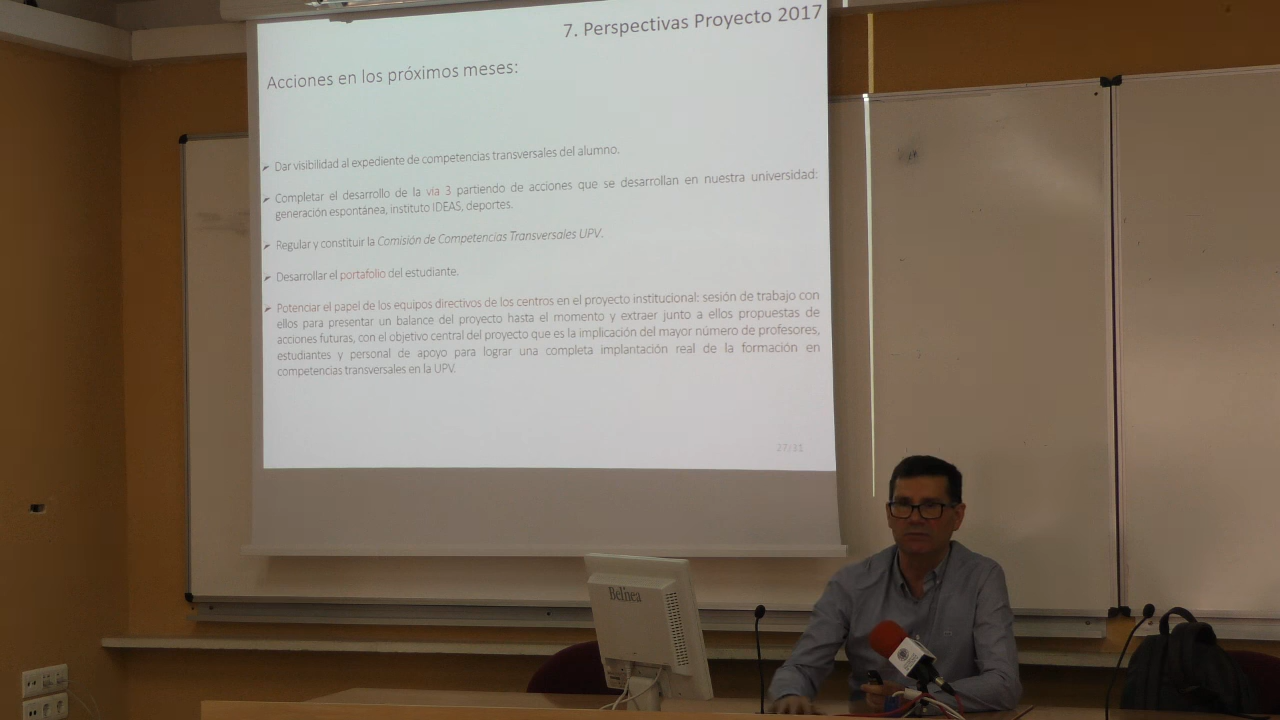 7. Perspectivas Proyecto 2017
Acciones en los próximos meses:
➢ Dar visibilidad al expediente de competencias transversales del alumno.
➢ Completar el desarrollo de la via 3 partiendo de acciones que se desarrollan en nuestra universidad:
generación espontánea, instituto IDEAS, deportes.
➢ Regular y constituir la Comisión de Competencias Transversales UPV.
➢ Desarrollar el portafolio del estudiante.
➢ Potenciar el papel de los equipos directivos de los centros en el proyecto institucional: sesión de trabajo con
ellos para presentar un balance del proyecto hasta el momento y extraer junto a ellos propuestas de
acciones futuras, con el objetivo central del proyecto que es la implicación del mayor número de profesores,
estudiantes y personal de apoyo para lograr una completa implantación real de la formación en
competencias transversales en la UPV.
27/31
Belinea